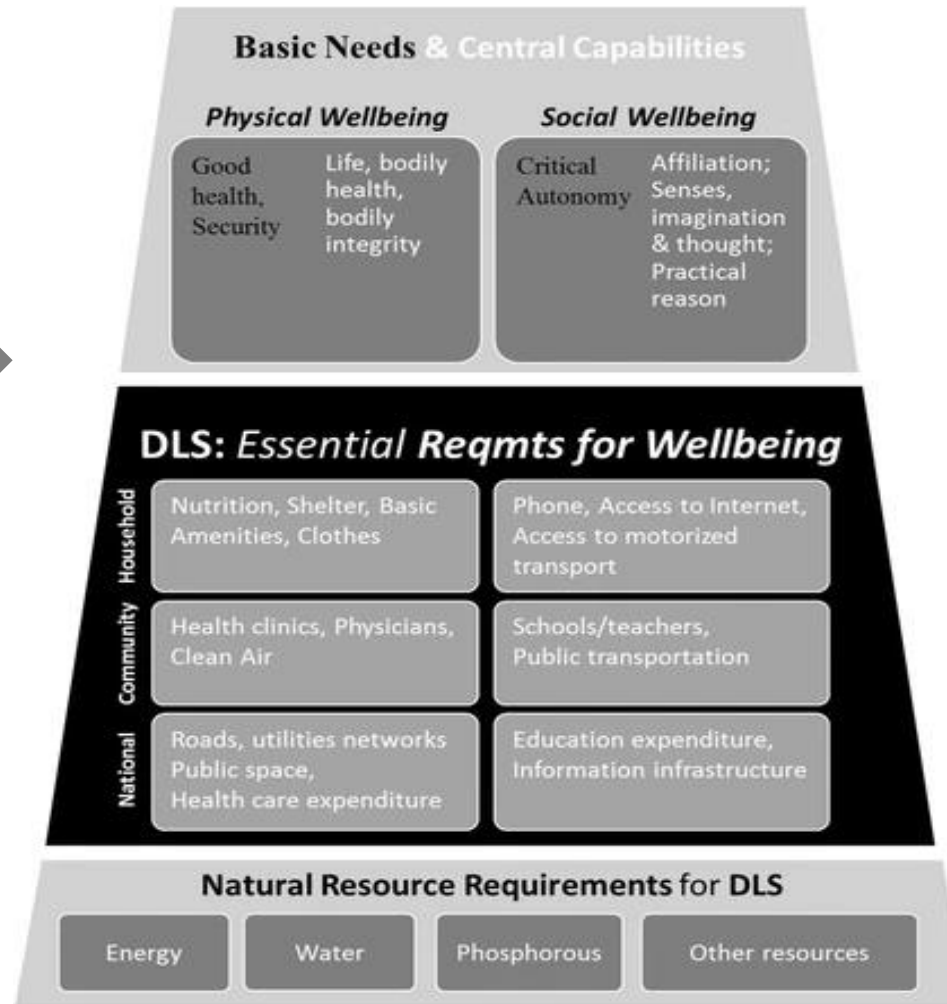 Basic Needs & Central Capabilities
Physical Wellbeing
Good
health,
Security
Life, bodily
health,
bodily
integrity
Social Wellbeing
Critical
Autonomy
Affiliation;
Senses,
imagination
& thought;
Practical
reason
DLS: Essential Reqmts for Wellbeing
Household
Nutrition, Shelter, Basic
Amenities, Clothes
Phone, Access to Internet,
Access to motorized
transport
Community
Health clinics, Physicians,
Clean Air
Schools/teachers,
Public transportation
National
Roads, utilities networks
Public space,
Health care expenditure
Education expenditure,
Information infrastructure
Natural Resource Requirements for DLS
Energy
Water
Phosphorous
Other resources